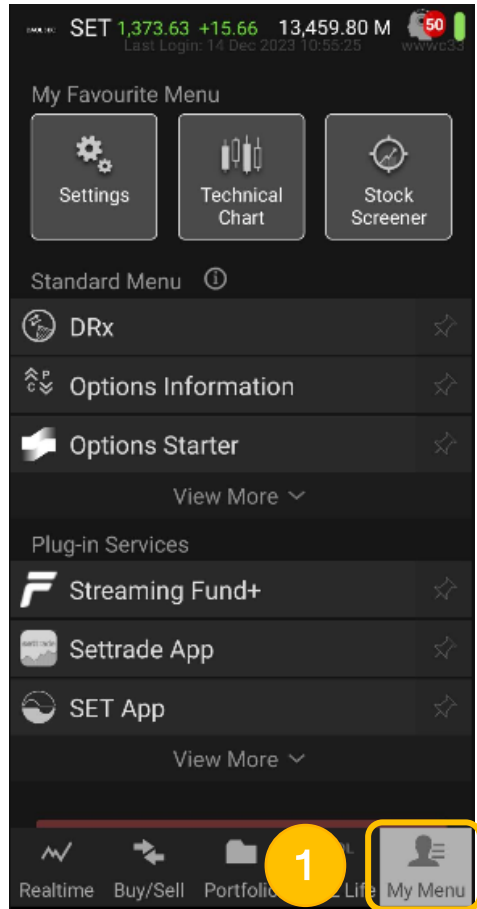 SET 1,373.63 +15.66 13,459.80 M 50
Last Login: 14 Dec 2023 10:55:25 wwwc33
My Favourite Menu
Settings
Technical
Chart
Stock
Screener
Standard Menu
DRx
P
C
Options Information
Options Starter
View More
Plug-in Services
Streaming Fund+
Settrade App
SET App
View More
1
Realtime Buy/Sell Portfolio Life My Menu